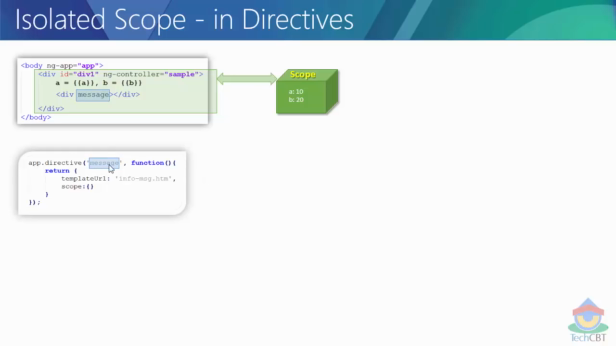 Isolated Scope - in Directives
<body ng-app="app">
<div id="div1" ng-controller="sample">
a = {{a}}, b = {{b}}
<div message></div>
</div>
</body>
Scope
a: 10
b: 20
app.directive('message', function(){
return {
templateUrl: 'info-msg.htm',
scope:{}
}
});
TechCBT